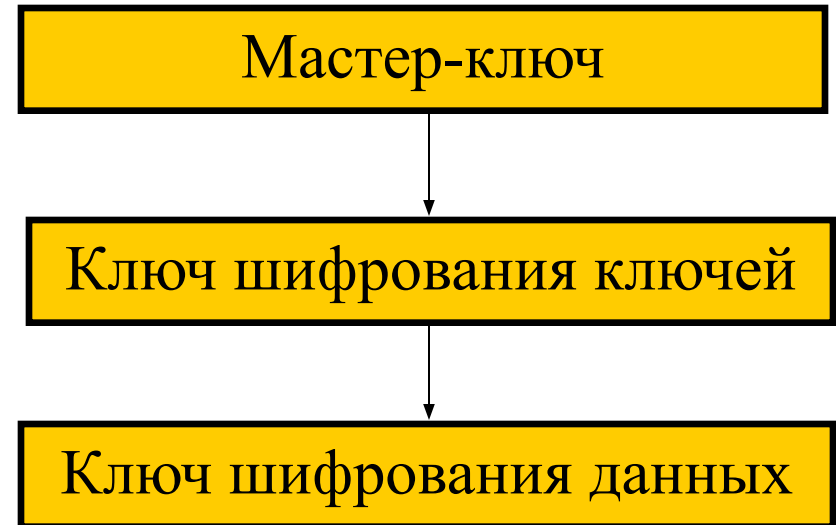 Мастер-ключ
Ключ шифрования ключей
Ключ шифрования данных